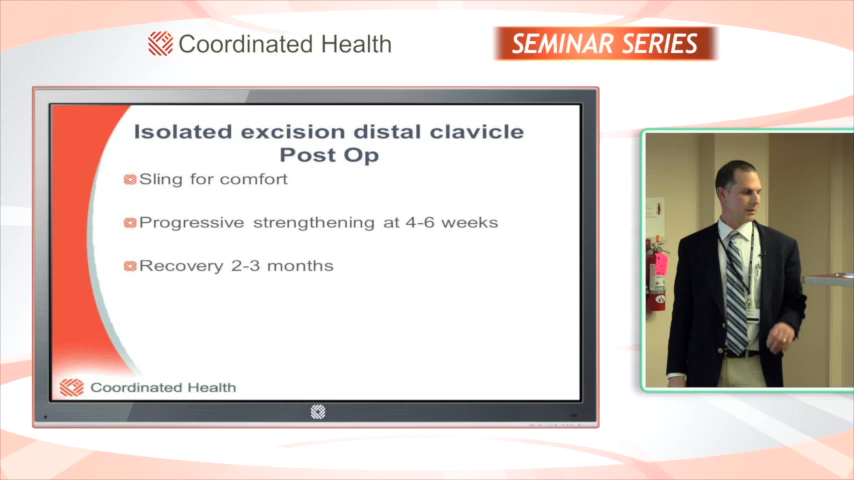 Coordinated Health
SEMINAR SERIES
Isolated excision distal clavicle
Post Op
Sling for comfort
Progressive strengthening at 4-6 weeks
Recovery 2-3 months
Coordinated Health